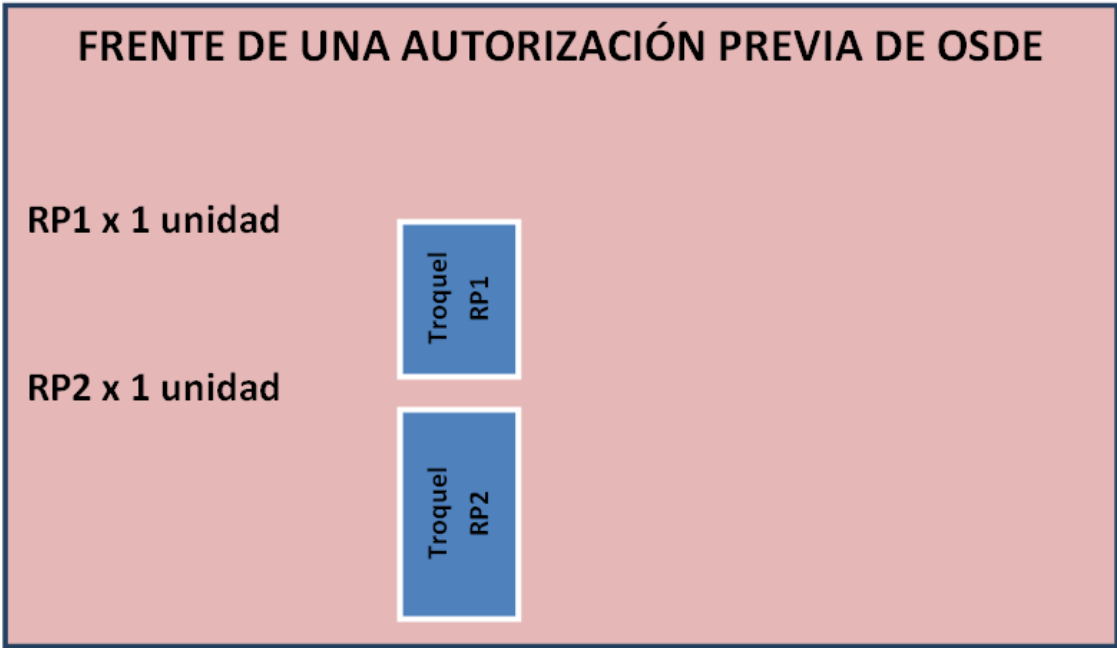 FRENTE DE UNA AUTORIZACIÓN PREVIA DE OSDE
RP1 x 1 unidad
Troquel
RP1
RP2 x 1 unidad
Troquel
RP2